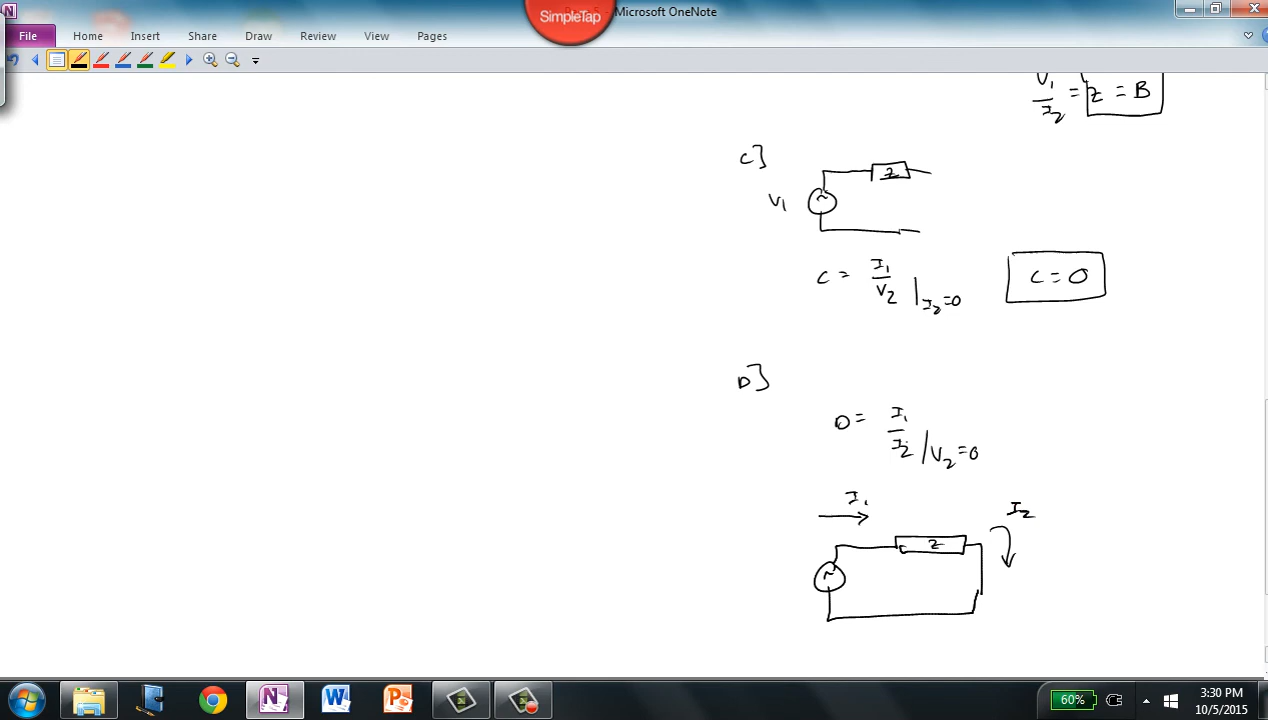 SimpleTap
- Microsoft OneNote
File Home Insert Share Draw Review View Pages
V1
I2
= Z = B
C]
Z
V1
C = I1
V2 | I2=0
C=0
D]
D= I1
I2 | V2=0
I1
I2
Z
60%
3:30 PM
10/5/2015